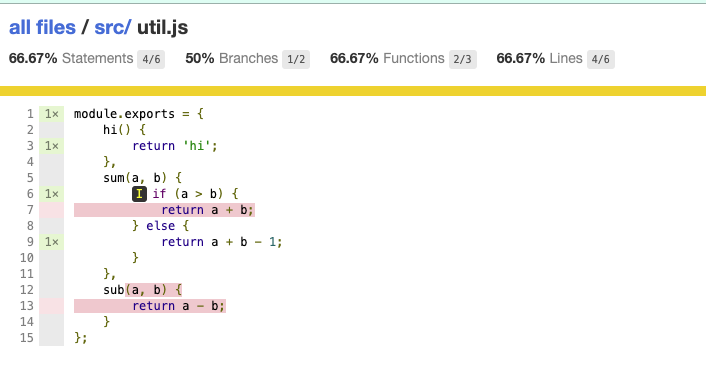 all files / src/ util.js
66.67% Statements 4/6 50% Branches 1/2 66.67% Functions 2/3 66.67% Lines 4/6
1 1× module.exports = {
2 hi() {
3 1× return 'hi';
4 },
5 sum(a, b) {
6 1× I if (a > b) {
7 return a + b;
8 } else {
9 1× return a + b - 1;
10 }
11 },
12 sub(a, b) {
13 return a - b;
14 }
15 };